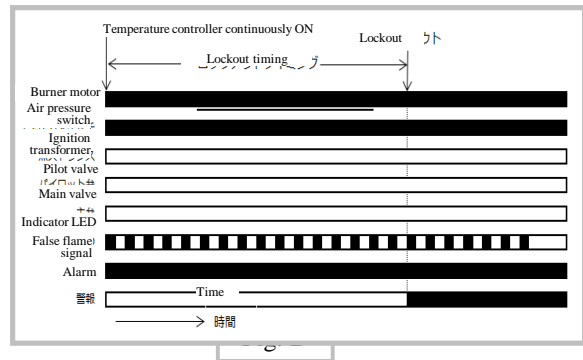 Temperature controller continuously ON
Lockout
ウト
Lockout timing
Burner motor
Air pressure
switch
Ignition
transformer
Pilot valve
Main valve
Indicator LED
False flame
signal
Alarm
警報
Time
時間